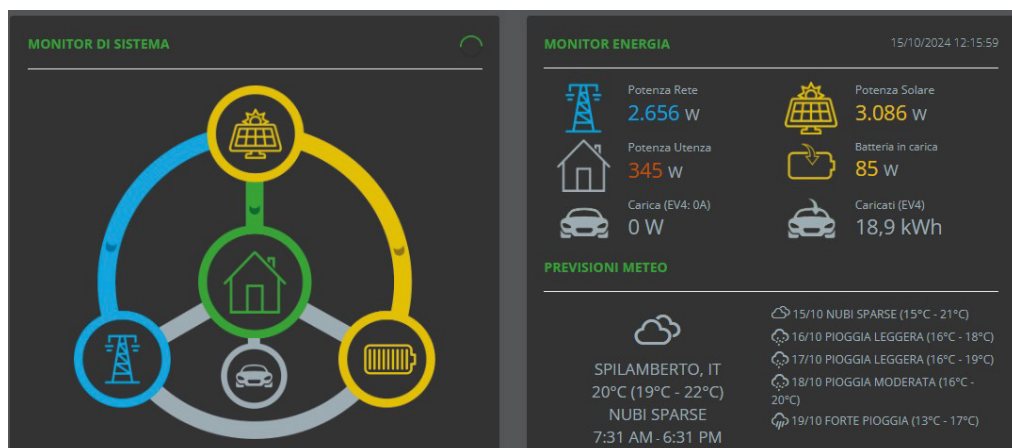 MONITOR DI SISTEMA
MONITOR ENERGIA
15/10/2024 12:15:59
Potenza Rete
2.656 W
Potenza Solare
3.086 W
Potenza Utenza
345 W
Batteria in carica
85 W
Carica (EV4: 0A)
0 W
Caricati (EV4)
18,9 kWh
PREVISIONI METEO
SPILAMBERTO, IT
20°C (19°C - 22°C)
NUBI SPARSE
7:31 AM - 6:31 PM
15/10 NUBI SPARSE (15°C - 21°C)
16/10 PIOGGIA LEGGERA (16°C - 18°C)
17/10 PIOGGIA LEGGERA (16°C - 19°C)
18/10 PIOGGIA MODERATA (16°C -
20°C)
19/10 FORTE PIOGGIA (13°C - 17°C)